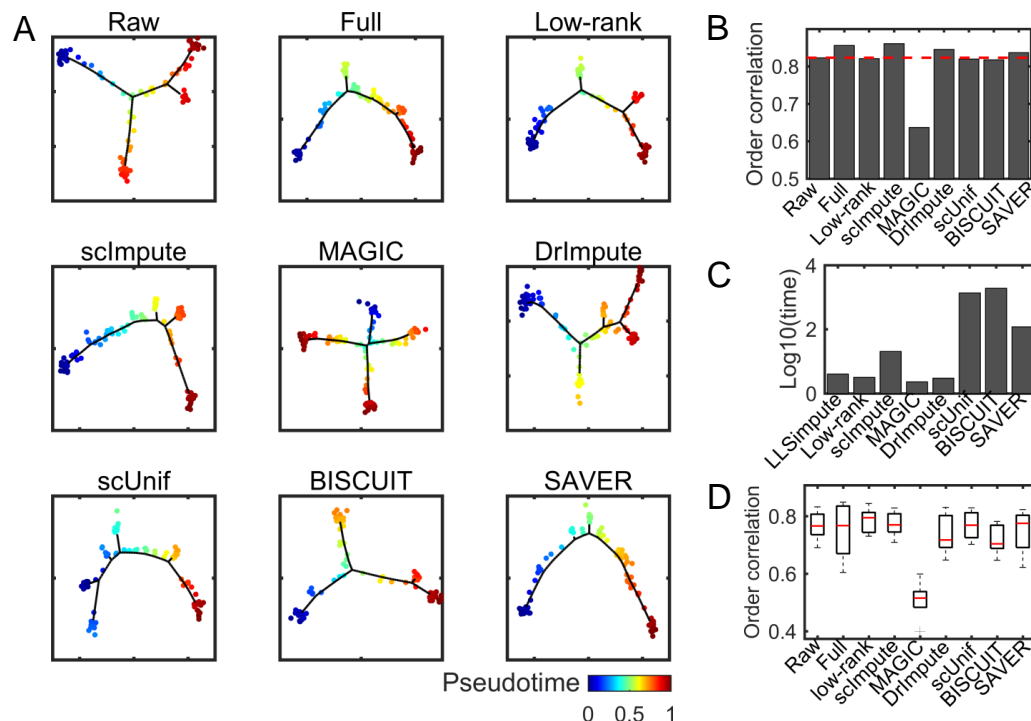 A
Raw
Full
Low-rank
scImpute
MAGIC
DrImpute
scUnif
BISCUIT
SAVER
Pseudotime
0 0.5 1
B
Order correlation
0.8
0.7
0.6
0.5
Raw
Full
Low-rank
scImpute
MAGIC
DrImpute
scUnif
BISCUIT
SAVER
C
Log10(time)
4
2
0
LLSimpute
Low-rank
scImpute
MAGIC
DrImpute
scUnif
BISCUIT
SAVER
D
Order correlation
0.8
0.6
0.4
Raw
Full
low-rank
scImpute
MAGIC
DrImpute
scUnif
BISCUIT
SAVER